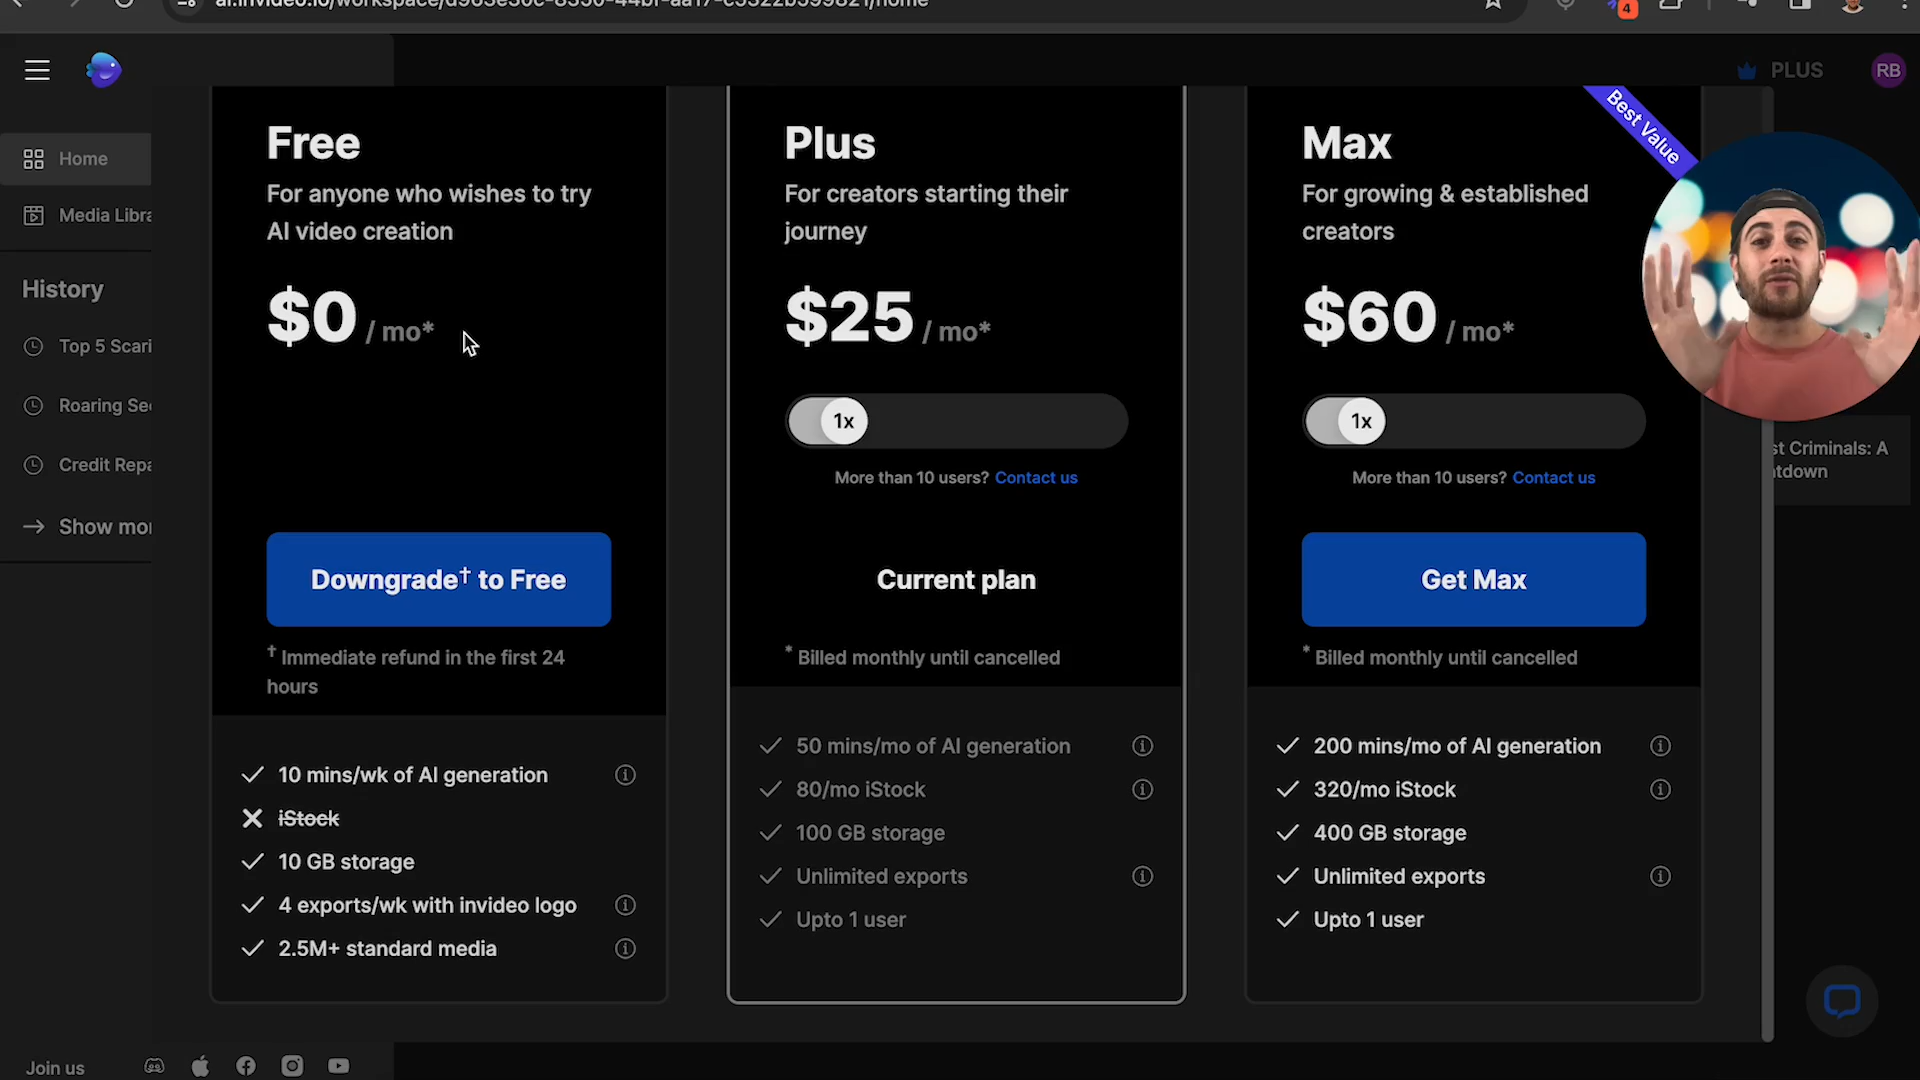 4
PLUS
RB
Home
Media Libra
History
Top 5 Scari
Roaring Se
Credit Repa
Show mor
Join us
Free
For anyone who wishes to try
AI video creation
$0 / mo*
Downgrade† to Free
† Immediate refund in the first 24
hours
10 mins/wk of AI generation
iStock
10 GB storage
4 exports/wk with invideo logo
2.5M+ standard media
Plus
For creators starting their
journey
$25 / mo*
1x
More than 10 users? Contact us
Current plan
* Billed monthly until cancelled
50 mins/mo of AI generation
80/mo iStock
100 GB storage
Unlimited exports
Upto 1 user
Best Value
Max
For growing & established
creators
$60 / mo*
1x
More than 10 users? Contact us
Get Max
* Billed monthly until cancelled
200 mins/mo of AI generation
320/mo iStock
400 GB storage
Unlimited exports
Upto 1 user
st Criminals: A
ntdown